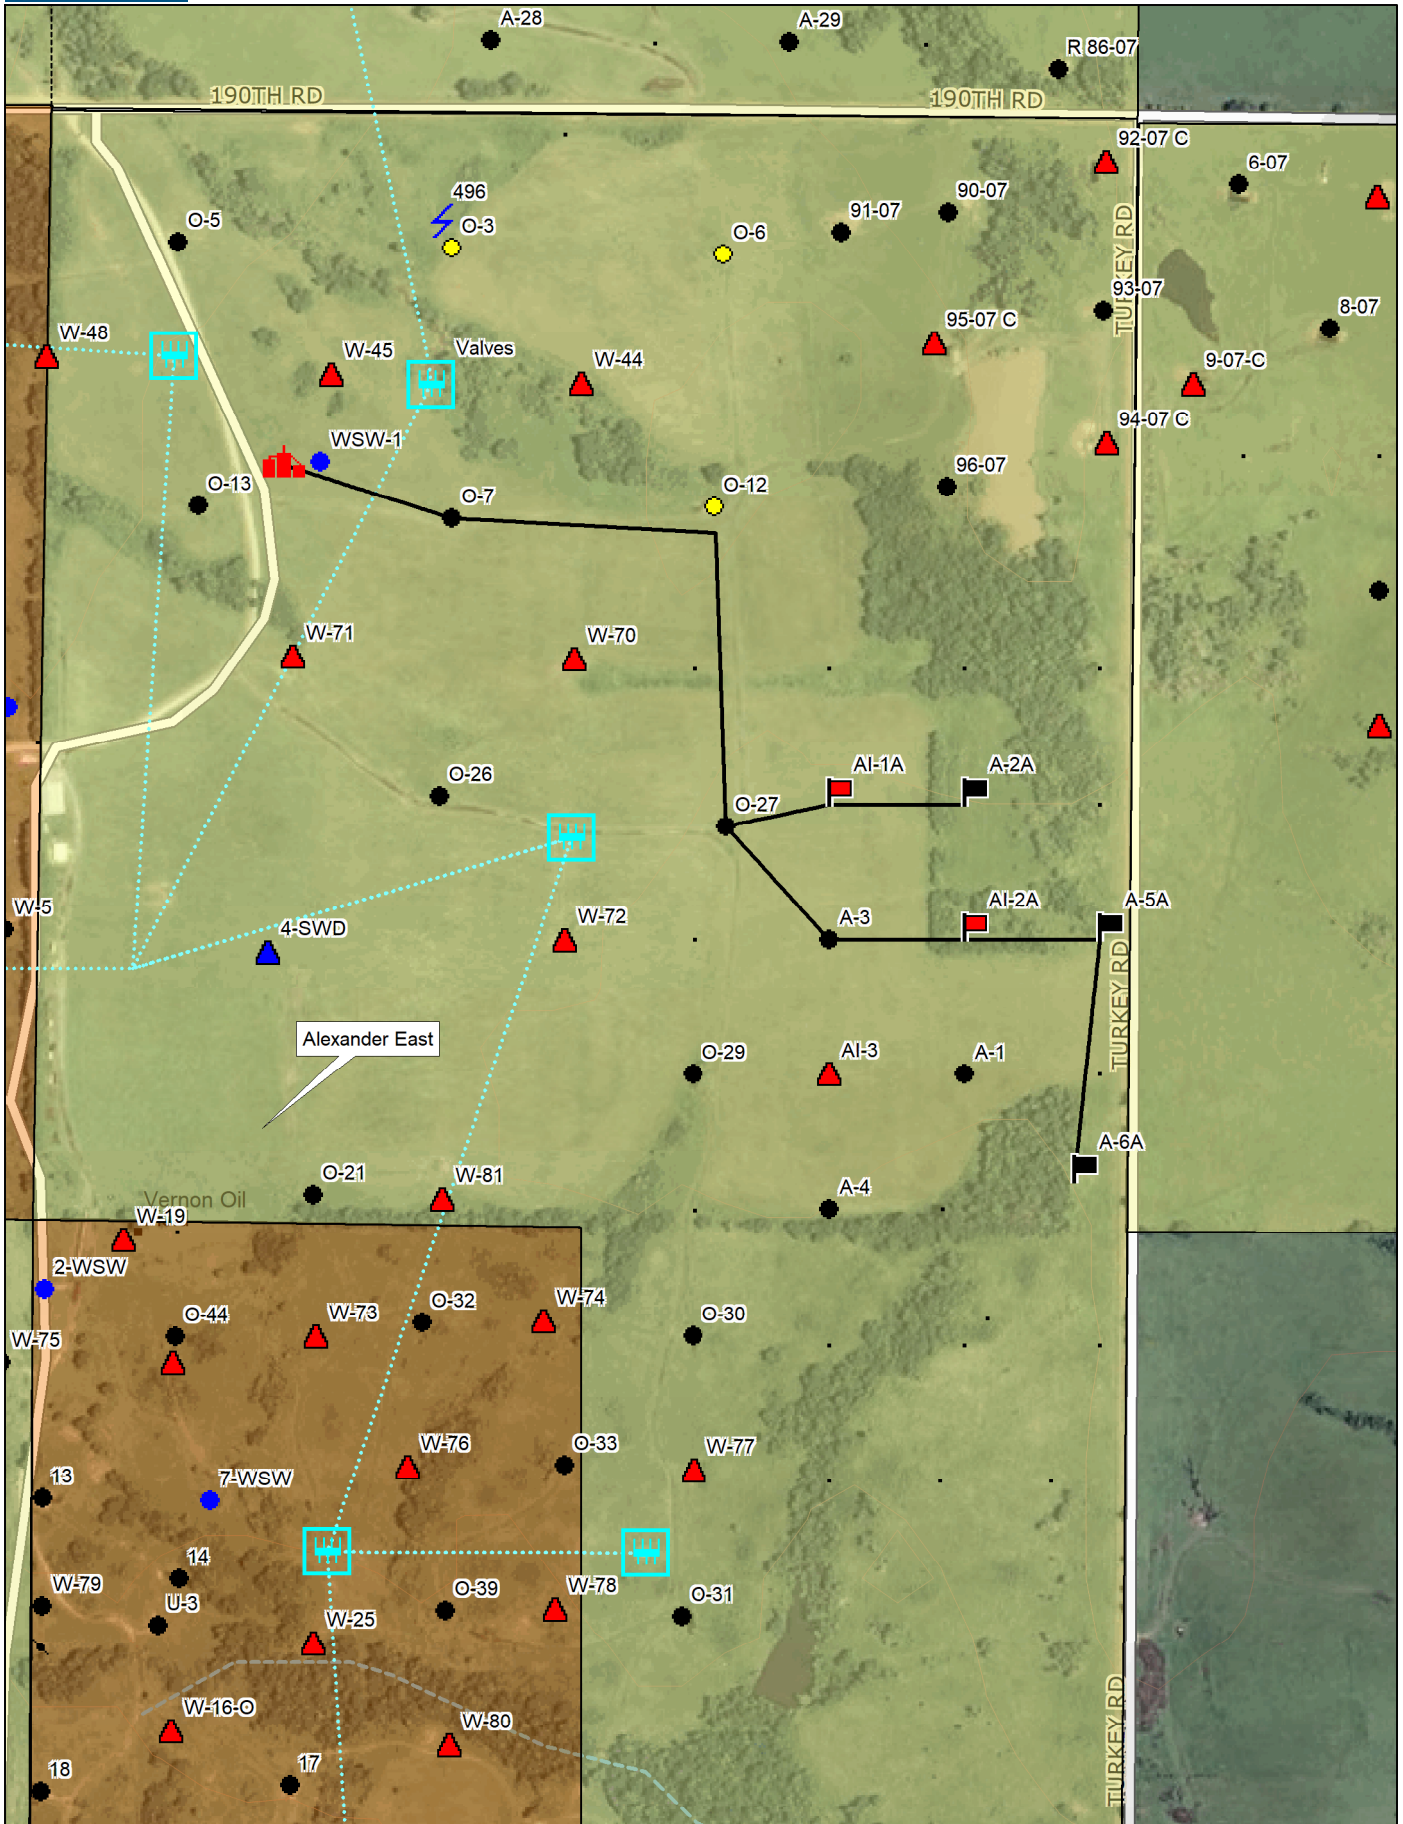 A-28
A-29
R 86-07
190TH RD
190TH RD
92-07 C
6-07
496
90-07
91-07
O-5
O-3
O-6
TURKEY RD
93-07
8-07
W-48
W-45
Valves
W-44
95-07 C
9-07-C
94-07 C
WSW-1
96-07
O-13
O-7
O-12
W-71
W-70
AI-1A
A-2A
O-26
O-27
W-5
4-SWD
W-72
A-3
AI-2A
A-5A
TURKEY RD
Alexander East
O-29
AI-3
A-1
A-6A
O-21
W-81
Vernon Oil
A-4
W-19
2-WSW
O-44
W-73
O-32
W-74
O-30
W-75
W-76
O-33
W-77
13
7-WSW
14
W-79
U-3
O-39
W-78
O-31
W-25
W-16-O
W-80
TURKEY RD
18
17